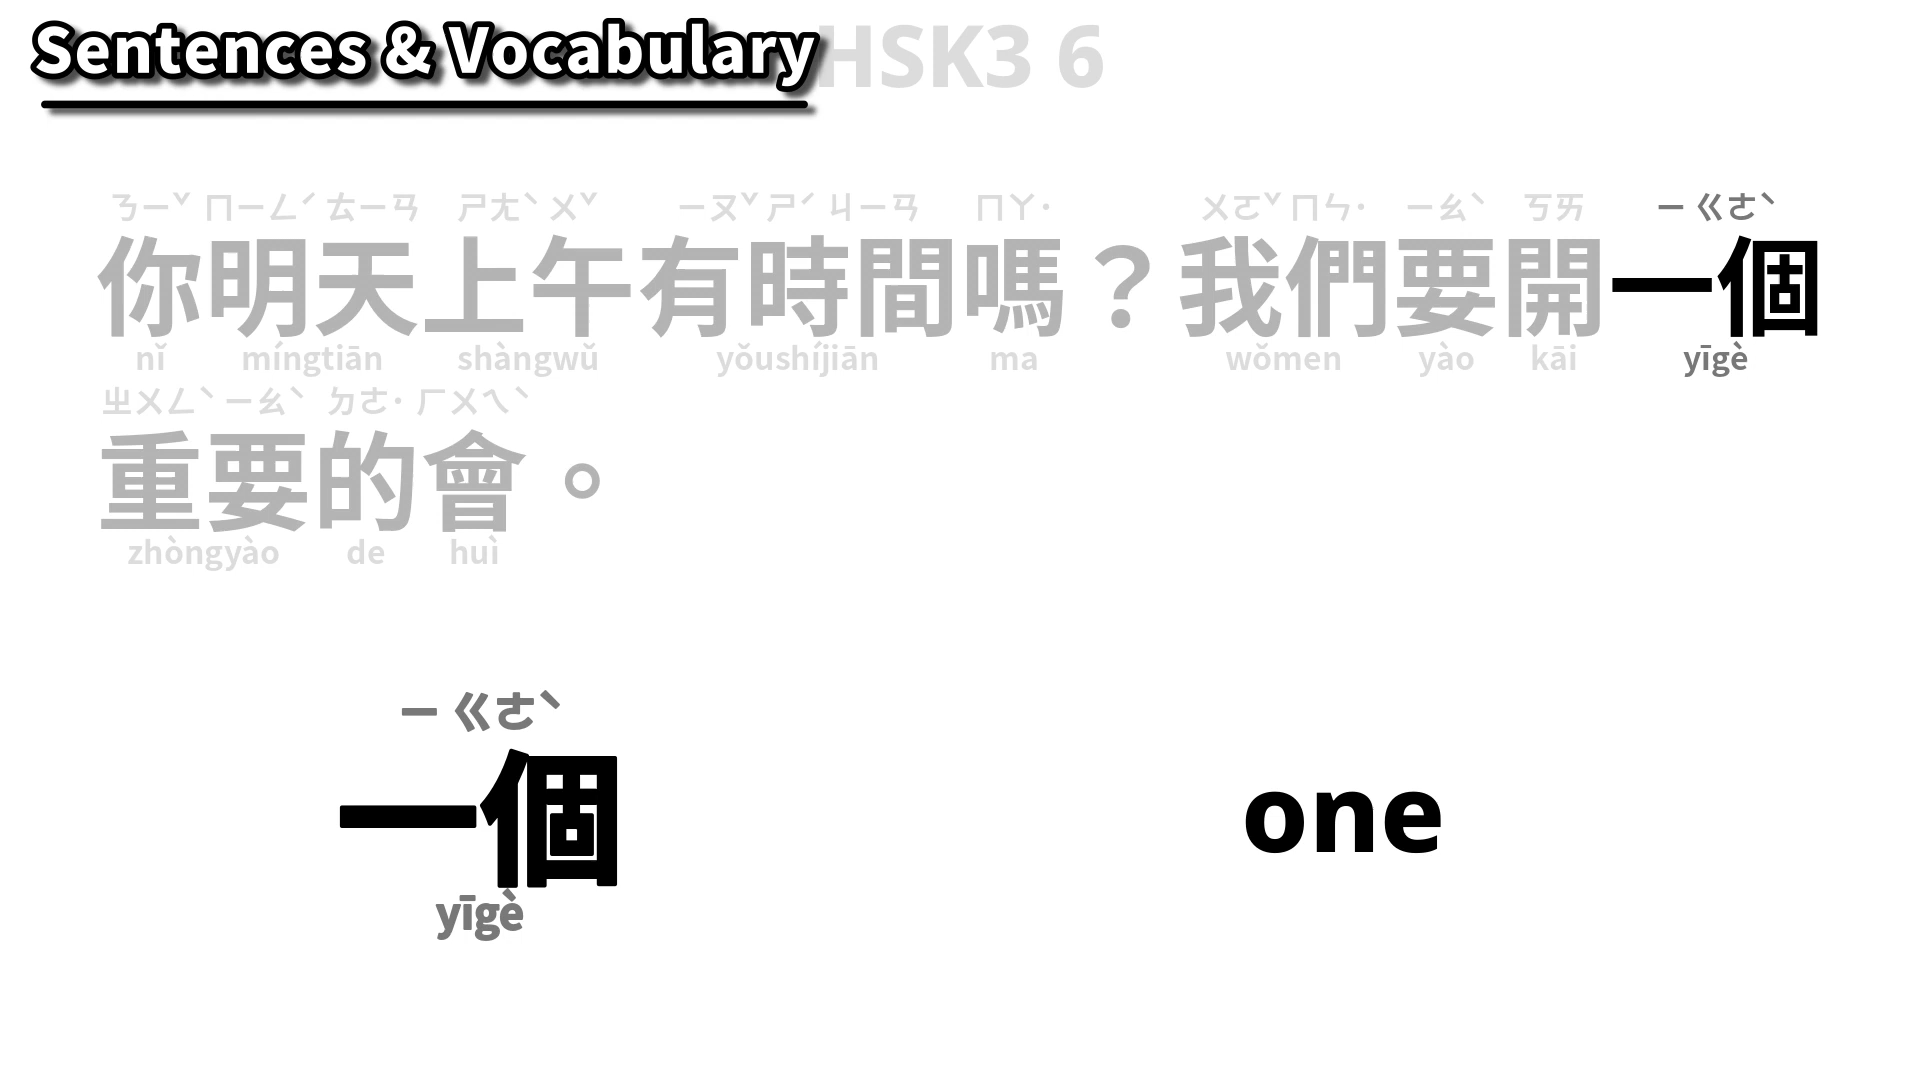 Sentences & Vocabulary HSK3 6
ㄋㄧˇ ㄇㄧㄥˊ ㄊㄧㄢ ㄕㄤˋ ㄨˇ ㄧㄡˇ ㄕˊ ㄐㄧㄢ ㄇㄚ˙ ㄨㄛˇ ㄇㄣ˙ ㄧㄠˋ ㄎㄞ ㄧ ㄍㄜˋ
你明天上午有時間嗎？我們要開一個
nǐ míngtiān shàngwǔ yǒushíjiān ma wǒmen yào kāi yīgè
ㄓㄨㄥˋ ㄧㄠˋ ㄉㄜ˙ ㄏㄨㄟˋ
重要的會。
zhòngyào de huì
ㄧ ㄍㄜˋ
一個
yīgè
one